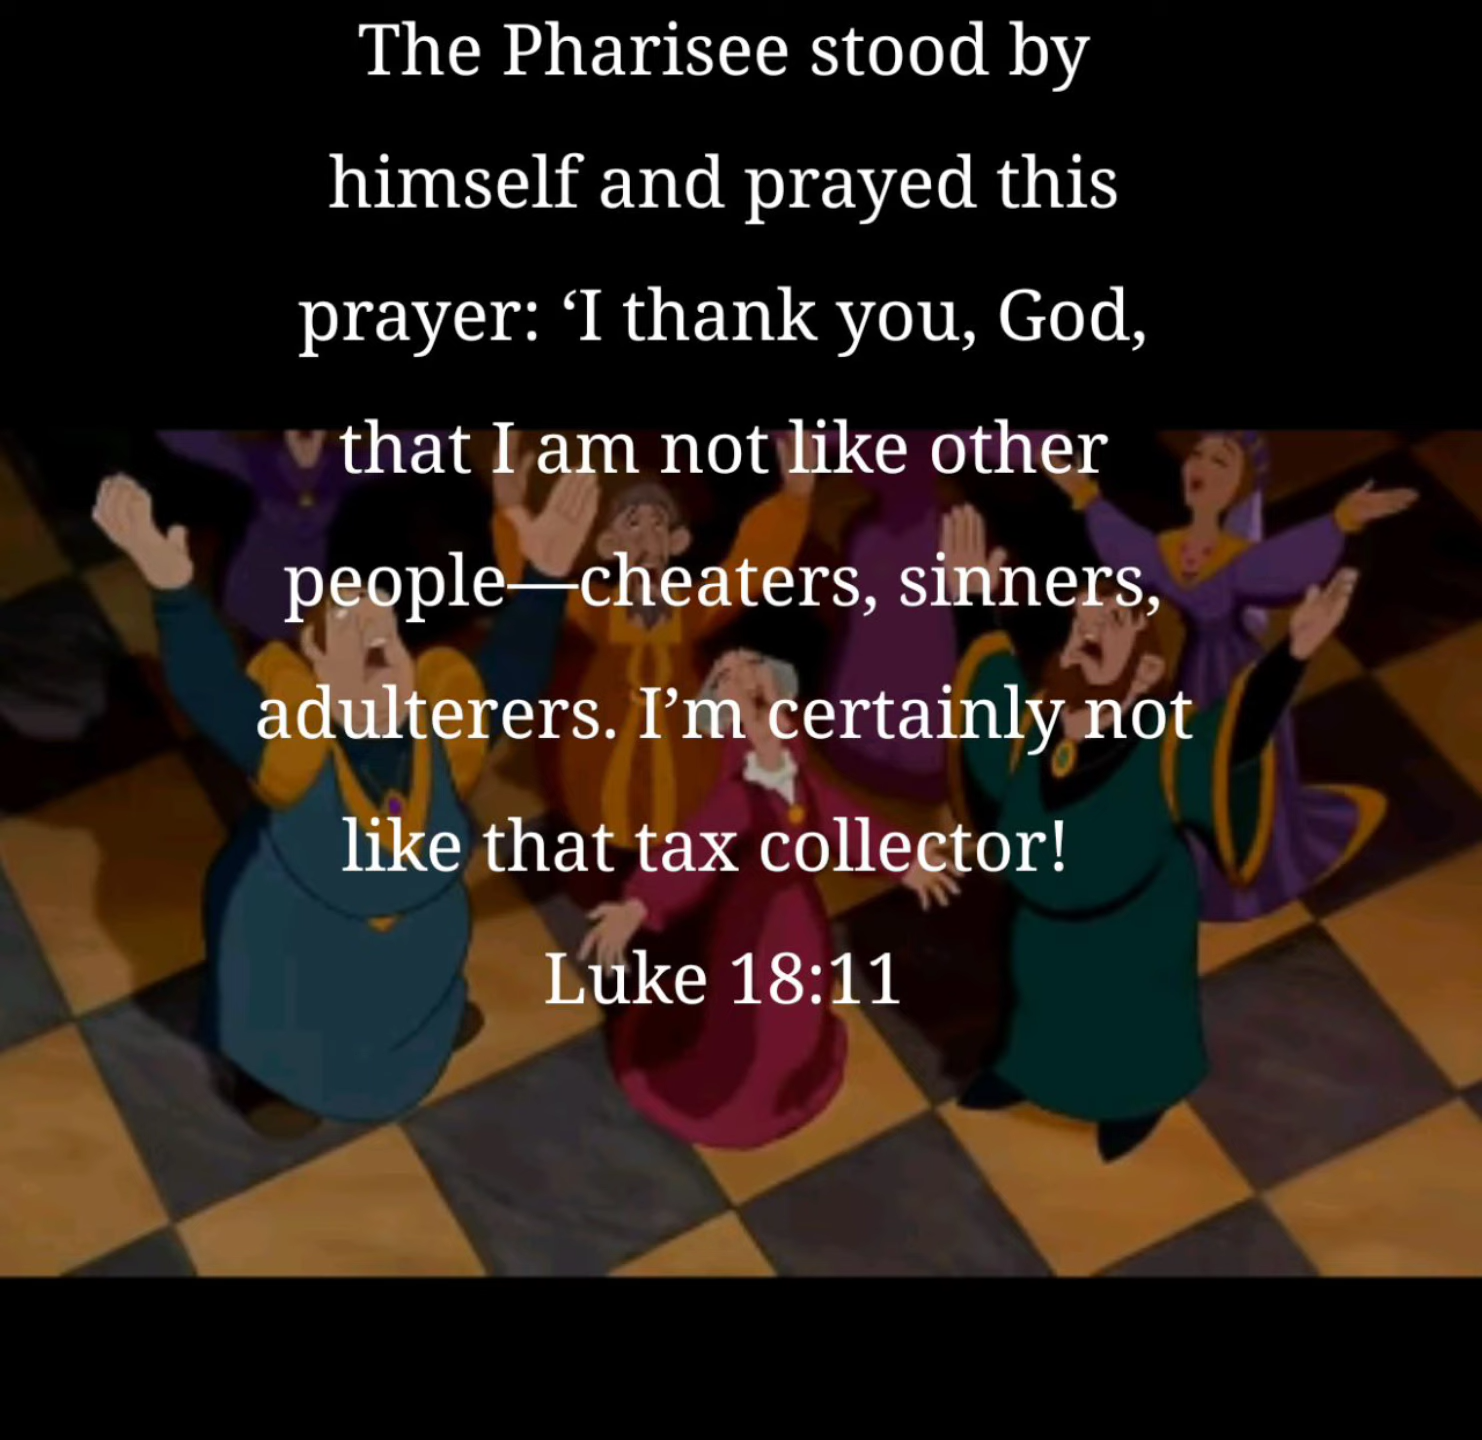 The Pharisee stood by
himself and prayed this
prayer: ‘I thank you, God,
that I am not like other
people—cheaters, sinners,
adulterers. I’m certainly not
like that tax collector!
Luke 18:11